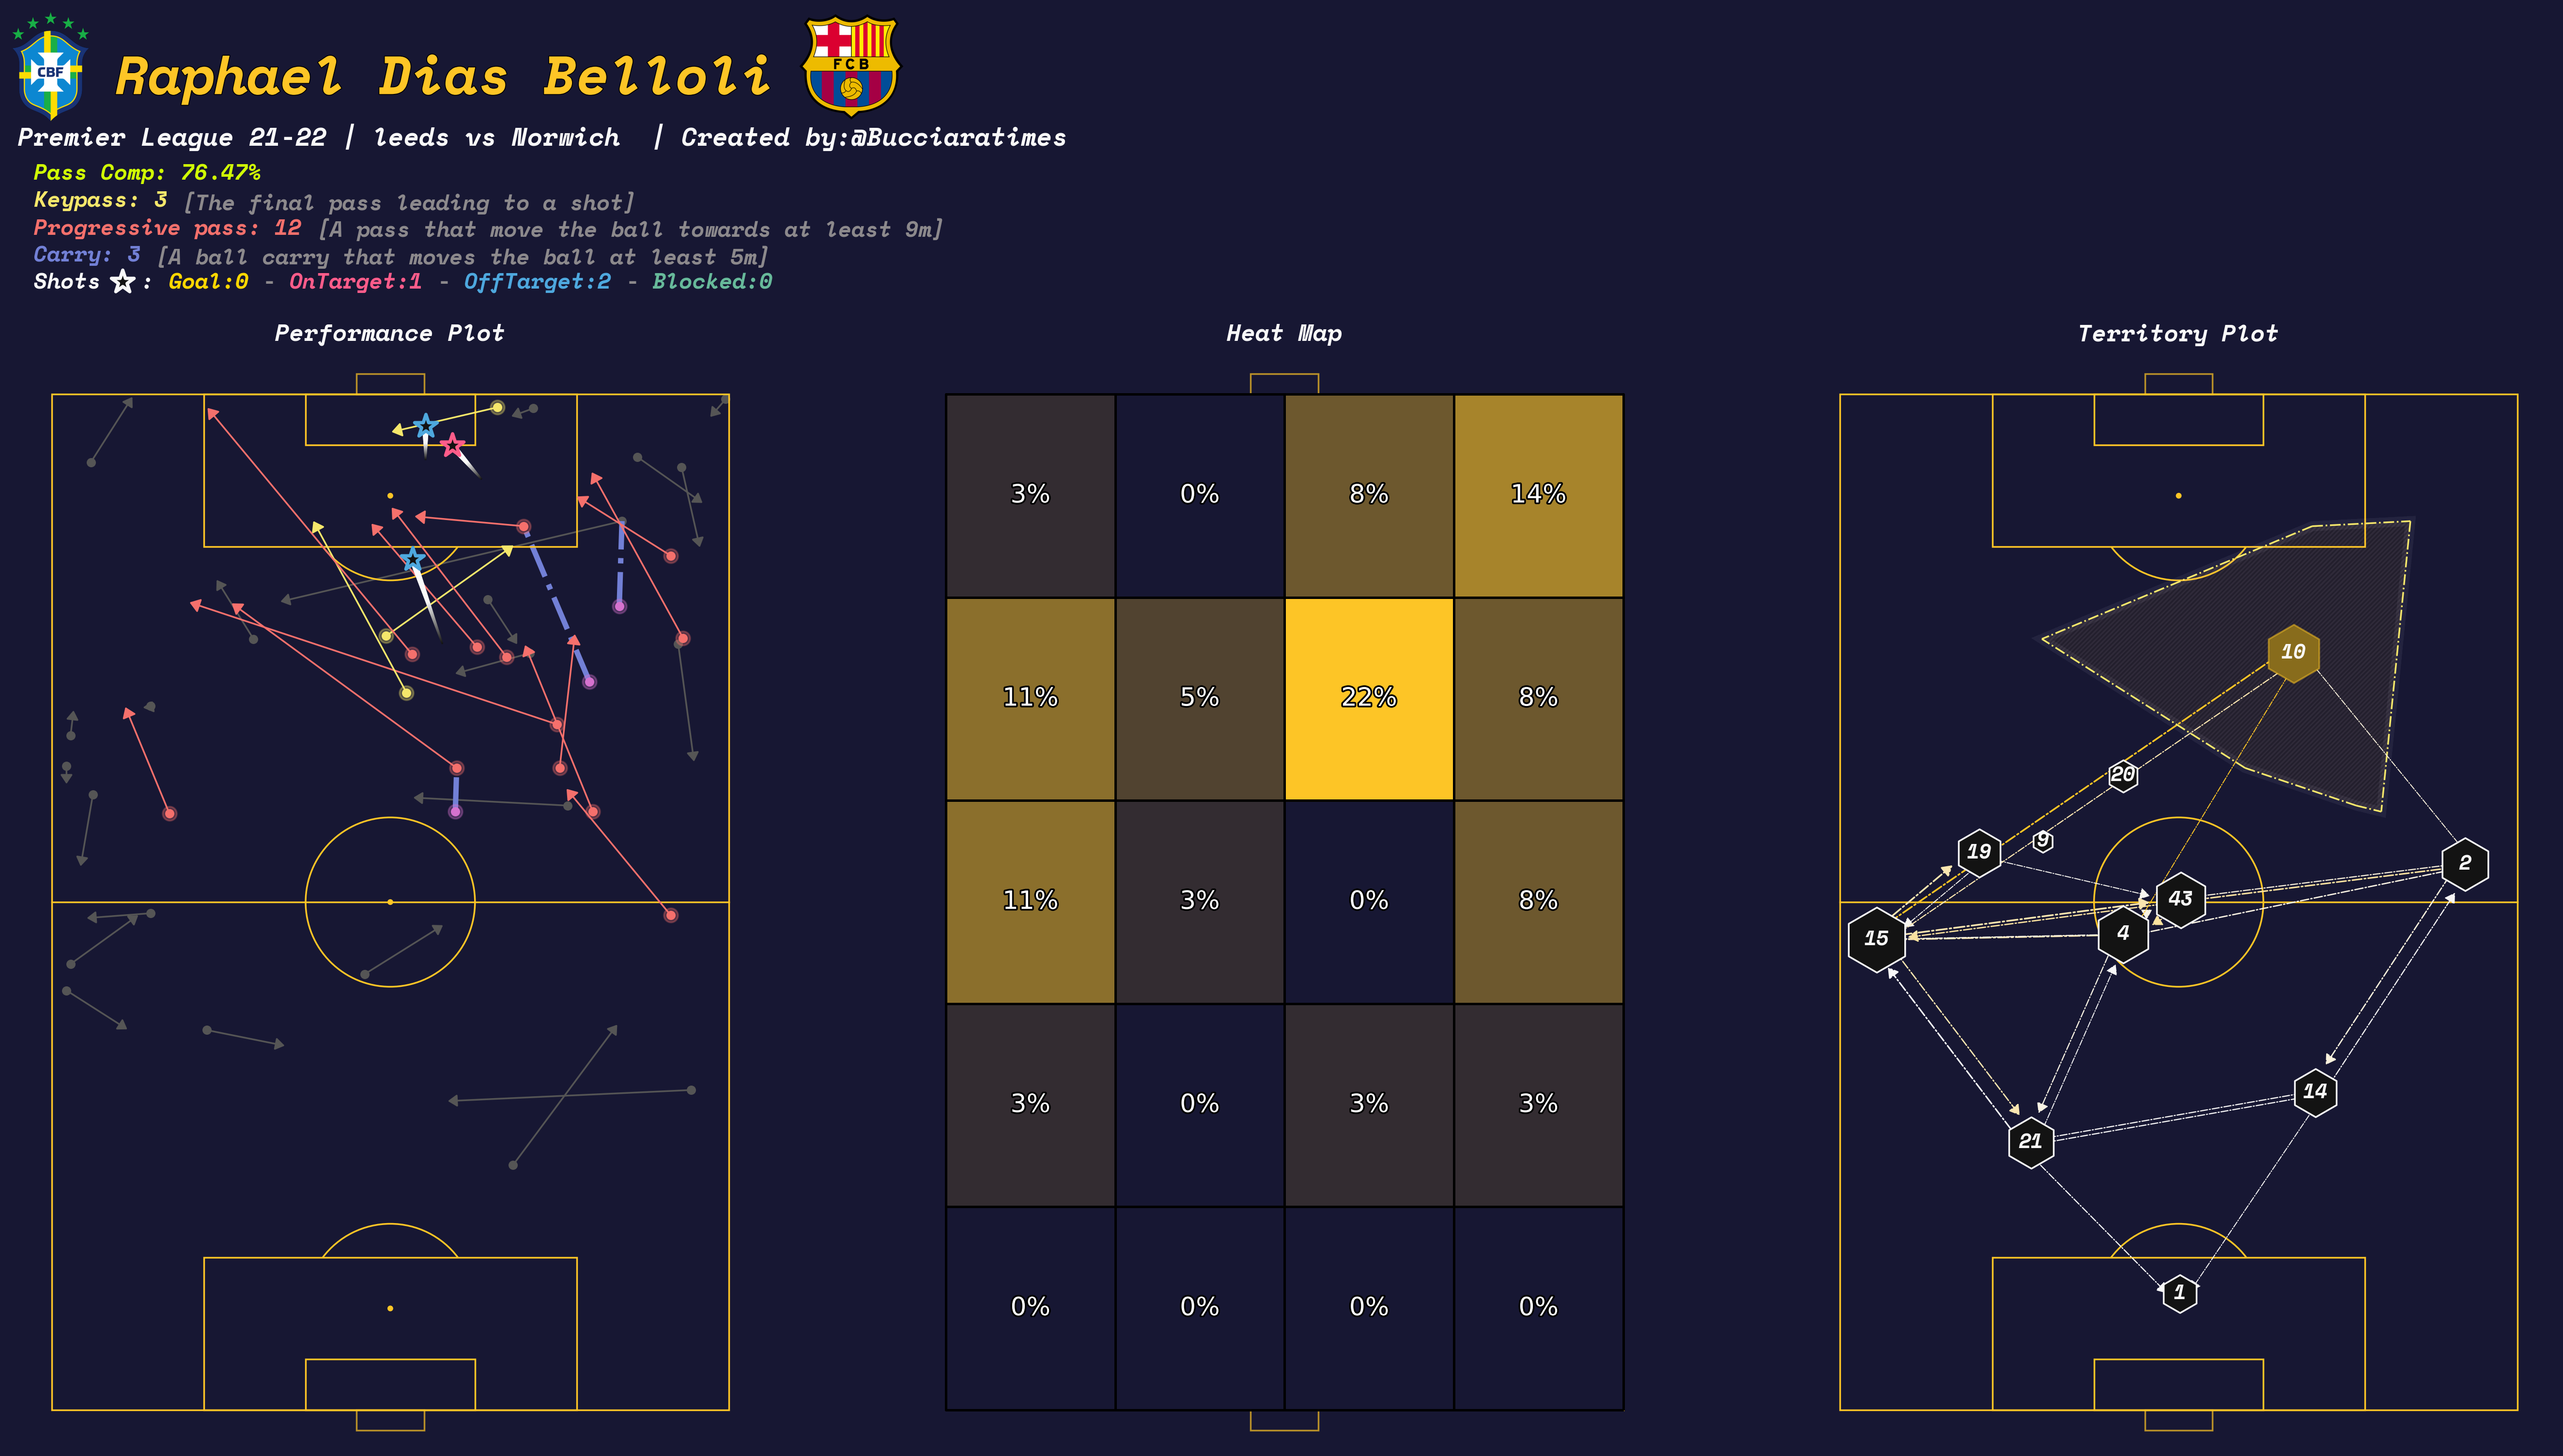 CBF
Raphael Dias Belloli
FCB
Premier League 21-22 | leeds vs Norwich | Created by:@Bucciaratimes
Pass Comp: 76.47%
Keypass: 3 [The final pass leading to a shot]
Progressive pass: 12 [A pass that move the ball towards at least 9m]
Carry: 3 [A ball carry that moves the ball at least 5m]
Shots ☆: Goal:0 - OnTarget:1 - OffTarget:2 - Blocked:0
Performance Plot
Heat Map
3% 0% 8% 14%
11% 5% 22% 8%
11% 3% 0% 8%
3% 0% 3% 3%
0% 0% 0% 0%
Territory Plot
10
20
9
19
2
43
4
15
14
21
1